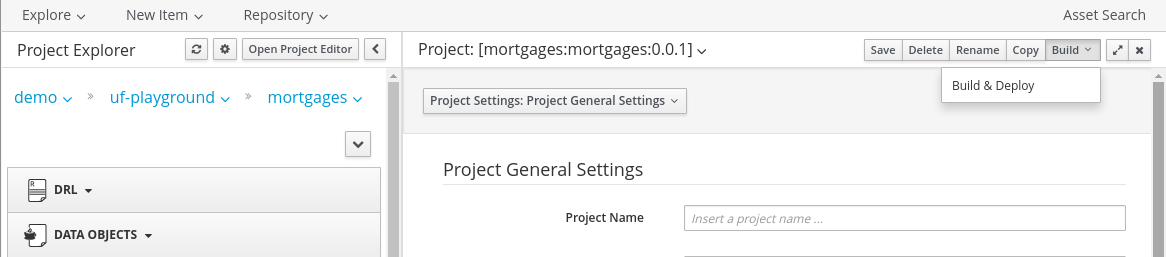 Explore New Item Repository Asset Search
Project Explorer Open Project Editor
Project: [mortgages:mortgages:0.0.1] Save Delete Rename Copy Build
Build & Deploy
demo » uf-playground » mortgages
Project Settings: Project General Settings
Project General Settings
DRL
Project Name Insert a project name ...
DATA OBJECTS